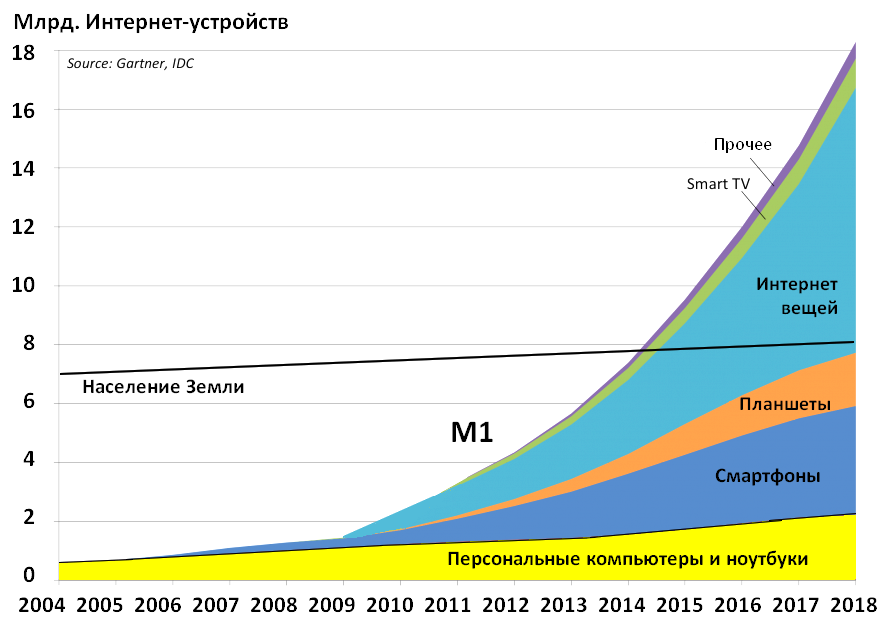 Млрд. Интернет-устройств
18
Source: Gartner, IDC
16
Прочее
14
Smart TV
12
10
Интернет
вещей
8
Население Земли
6
Планшеты
M1
4
Смартфоны
2
Персональные компьютеры и ноутбуки
0
2004 2005 2006 2007 2008 2009 2010 2011 2012 2013 2014 2015 2016 2017 2018